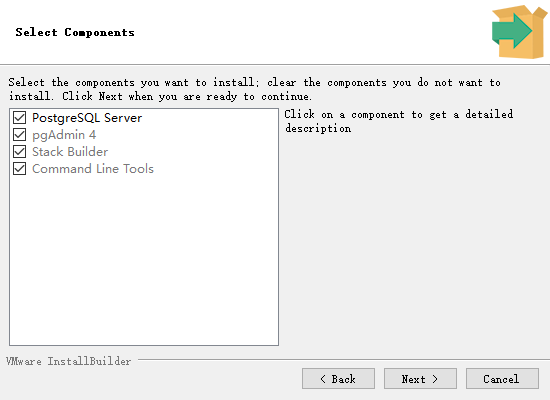 Select Components
Select the components you want to install; clear the components you do not want to
install. Click Next when you are ready to continue.
PostgreSQL Server
pgAdmin 4
Stack Builder
Command Line Tools
Click on a component to get a detailed
description
VMware InstallBuilder
< Back
Next >
Cancel